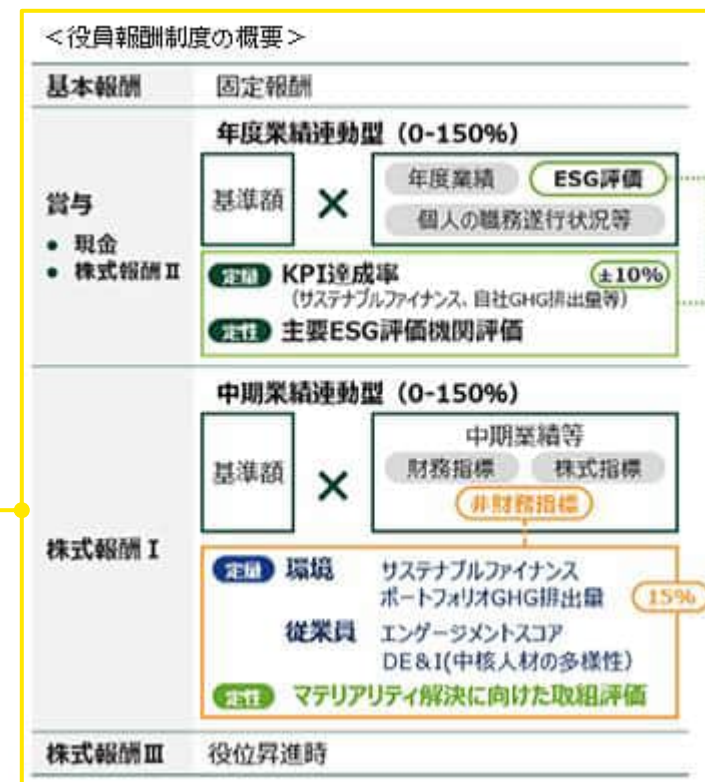 ＜役員報酬制度の概要＞
基本報酬 固定報酬
年度業績連動型（0-150%）
賞与
• 現金
• 株式報酬Ⅱ
基準額 × 年度業績 ESG評価
個人の職務遂行状況等
定量 KPI達成率 ±10%
（サステナブルファイナンス、自社GHG排出量等）
定性 主要ESG評価機関評価
株式報酬Ⅰ
中期業績連動型（0-150%）
基準額 × 中期業績等
財務指標 株式指標
非財務指標
定量 環境 サステナブルファイナンス
ポートフォリオGHG排出量 15%
従業員 エンゲージメントスコア
DE&I(中核人材の多様性）
定性 マテリアリティ解決に向けた取組評価
株式報酬Ⅲ 役位昇進時